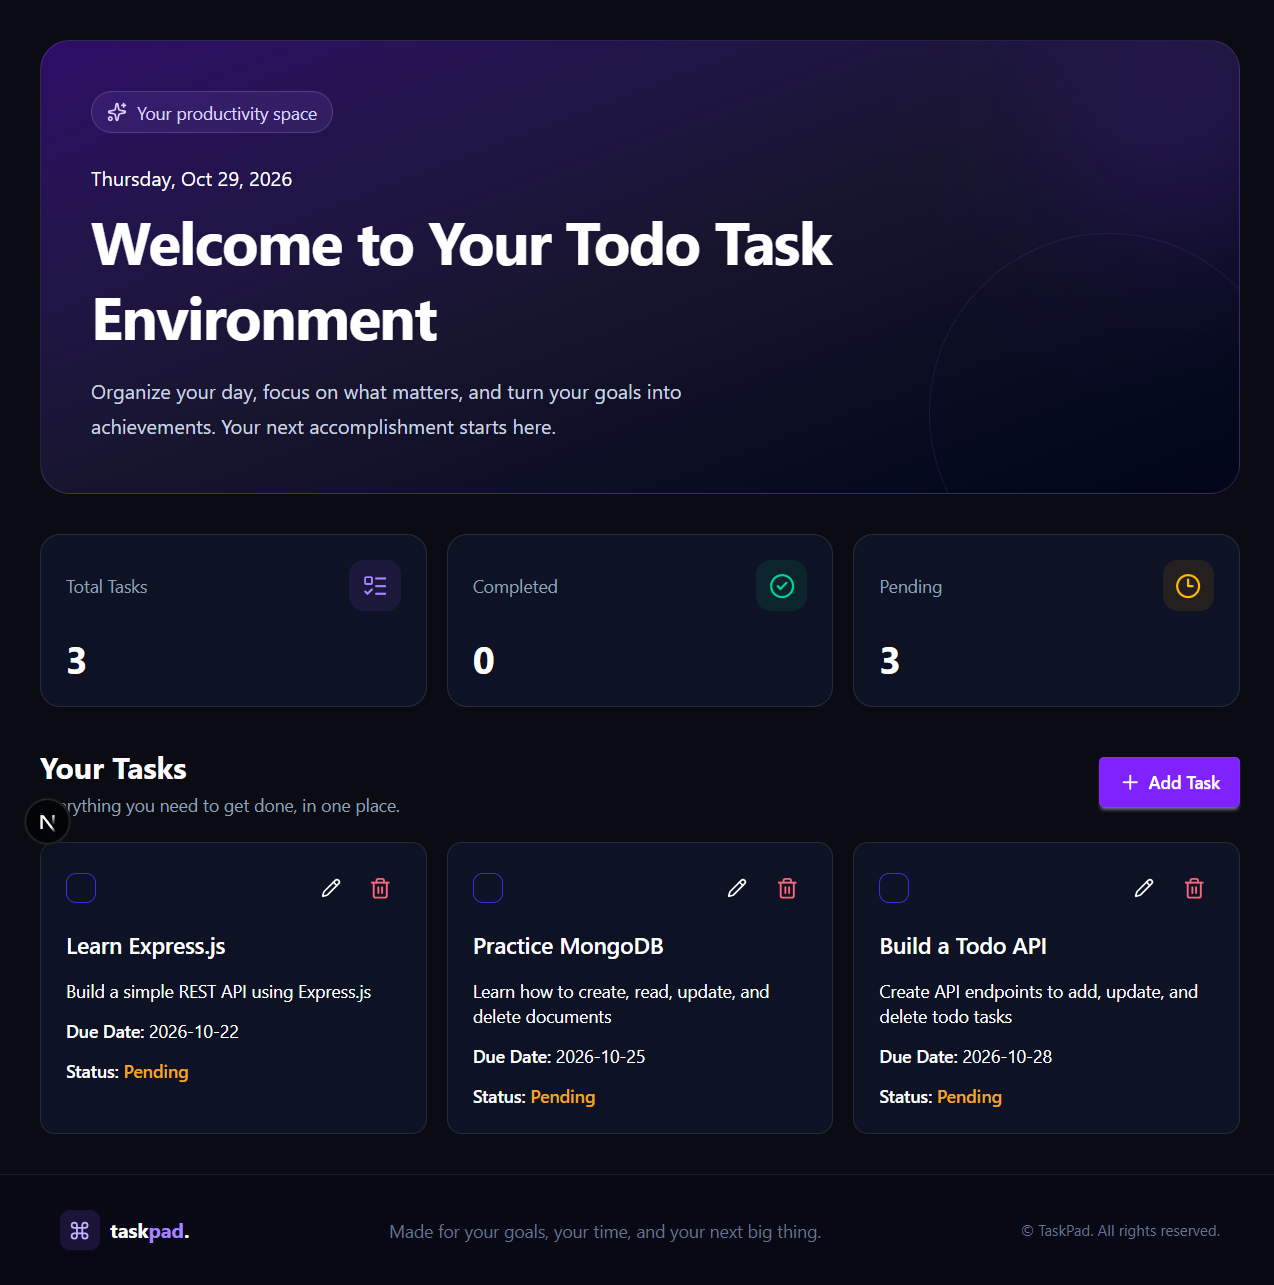 Your productivity space
Thursday, Oct 29, 2026
Welcome to Your Todo Task
Environment
Organize your day, focus on what matters, and turn your goals into
achievements. Your next accomplishment starts here.
Total Tasks
3
Completed
0
Pending
3
Your Tasks
rything you need to get done, in one place.
N
Add Task
Learn Express.js
Build a simple REST API using Express.js
Due Date: 2026-10-22
Status: Pending
Practice MongoDB
Learn how to create, read, update, and
delete documents
Due Date: 2026-10-25
Status: Pending
Build a Todo API
Create API endpoints to add, update, and
delete todo tasks
Due Date: 2026-10-28
Status: Pending
taskpad.
Made for your goals, your time, and your next big thing.
© TaskPad. All rights reserved.